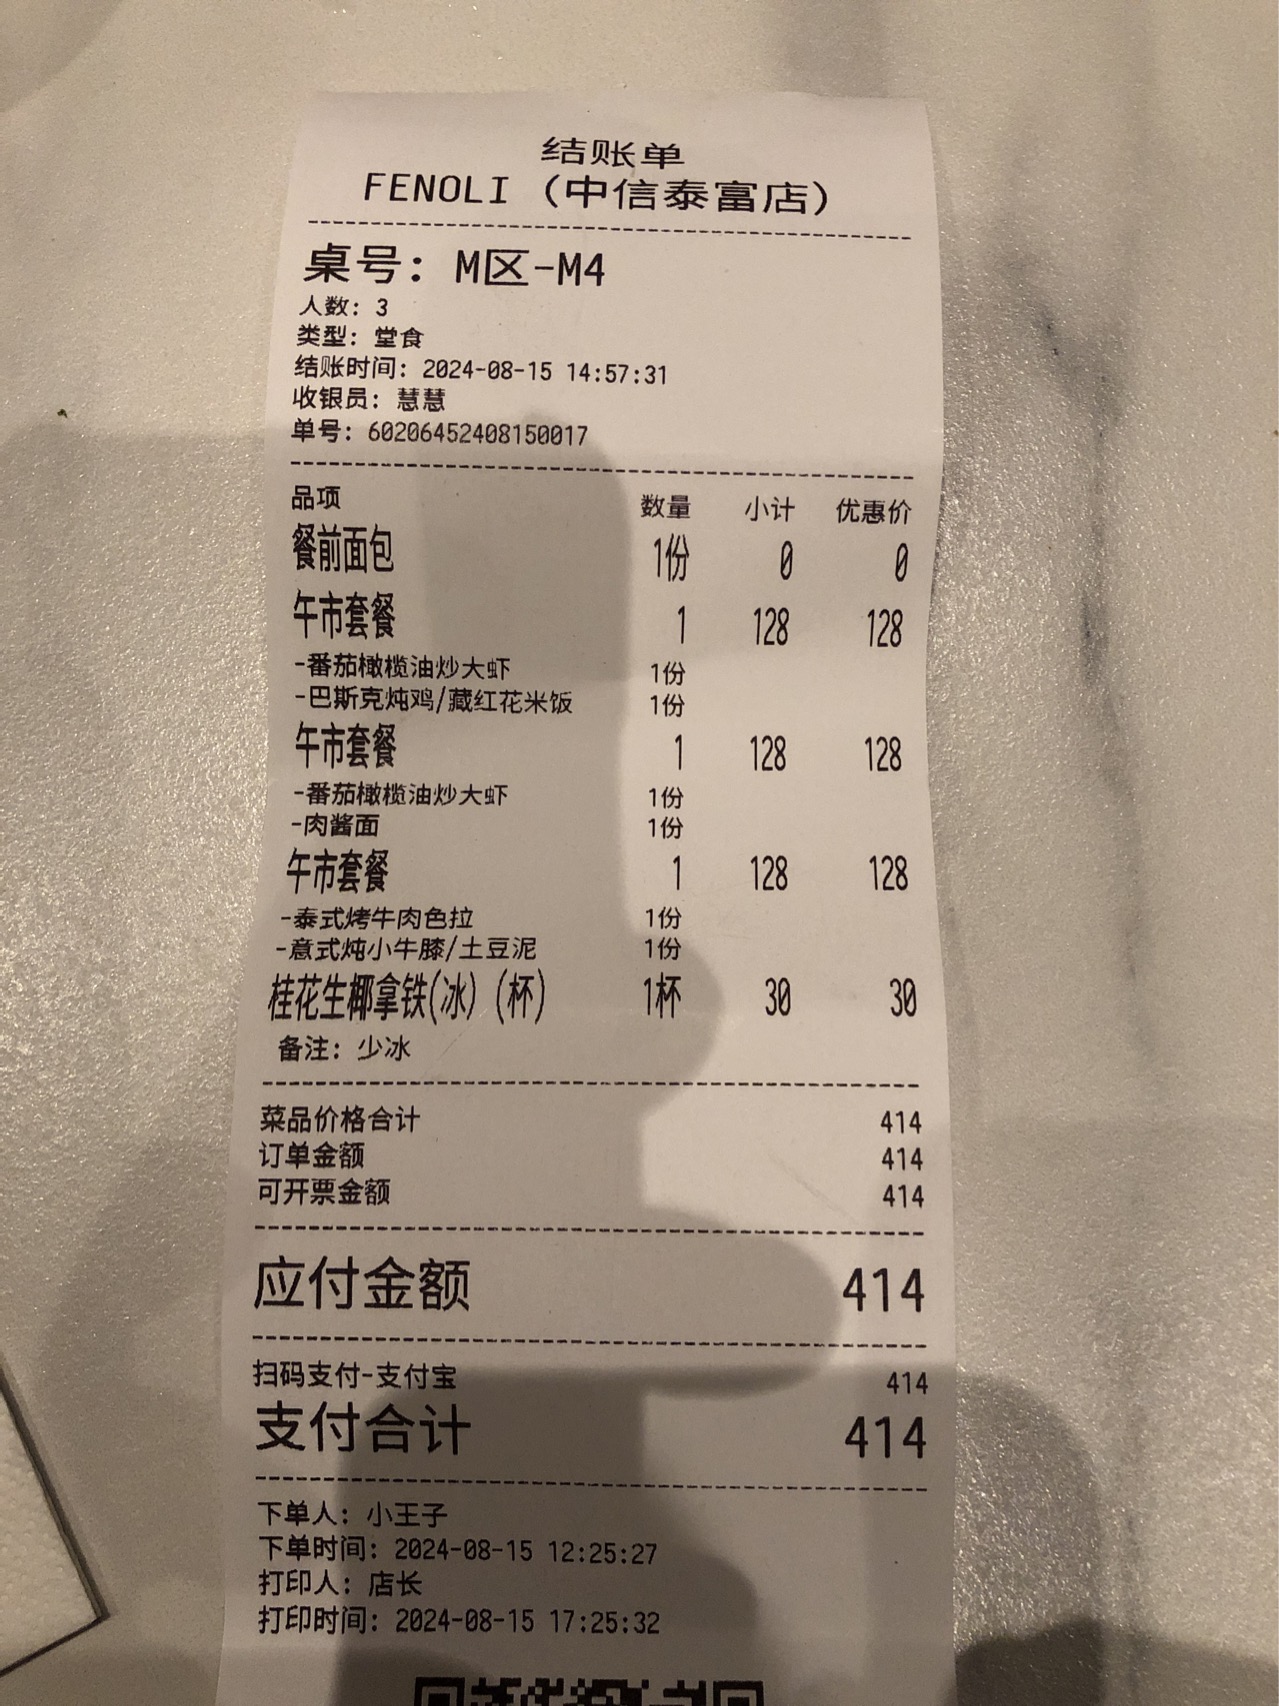 结账单
FENOLI (中信泰富店)
桌号: M区-M4
人数: 3
类型: 堂食
结账时间: 2024-08-15 14:57:31
收银员: 慧慧
单号: 60206452408150017
品项 数量 小计 优惠价
餐前面包 1份 0 0
午市套餐 1 128 128
-番茄橄榄油炒大虾 1份
-巴斯克炖鸡/藏红花米饭 1份
午市套餐 1 128 128
-番茄橄榄油炒大虾 1份
-肉酱面 1份
午市套餐 1 128 128
-泰式烤牛肉色拉 1份
-意式炖小牛膝/土豆泥 1份
桂花生椰拿铁(冰) (杯) 1杯 30 30
备注: 少冰
菜品价格合计 414
订单金额 414
可开票金额 414
应付金额 414
扫码支付-支付宝 414
支付合计 414
下单人: 小王子
下单时间: 2024-08-15 12:25:27
打印人: 店长
打印时间: 2024-08-15 17:25:32